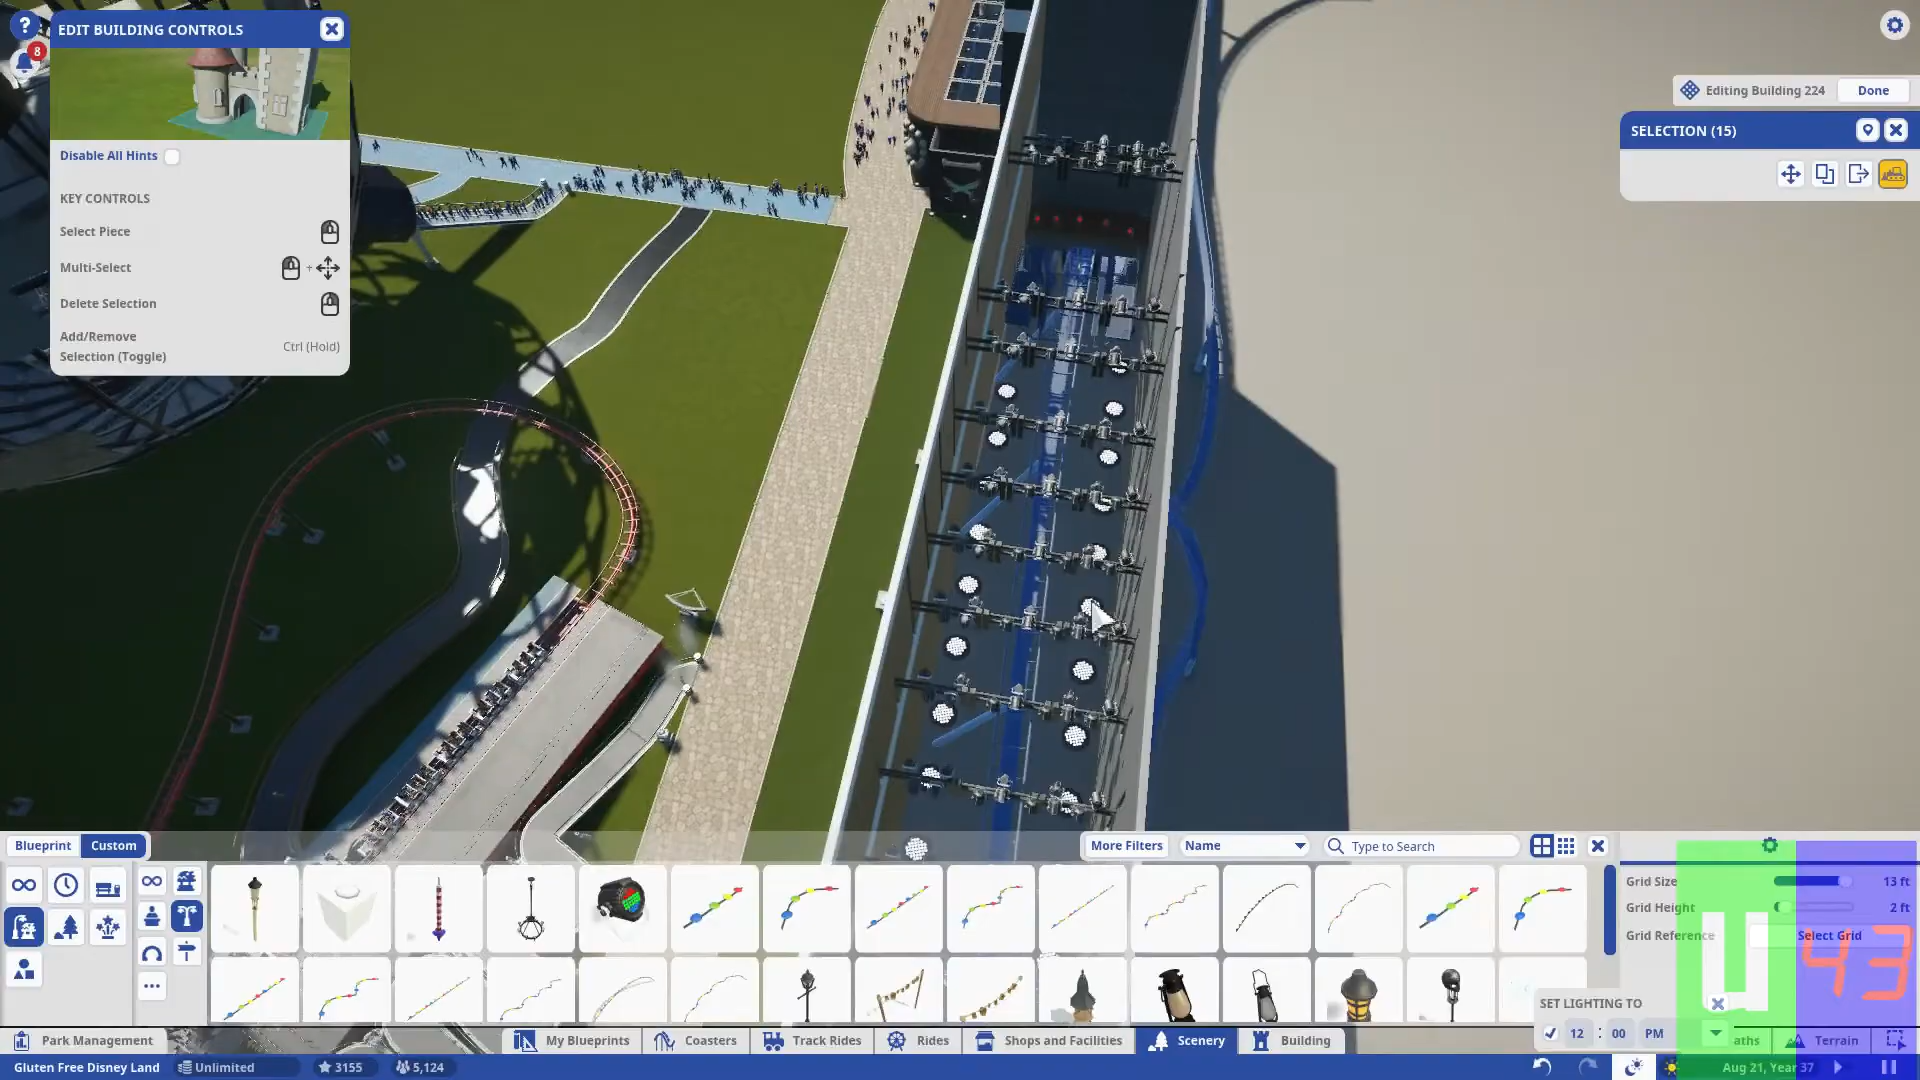 ?
EDIT BUILDING CONTROLS
8
Disable All Hints
KEY CONTROLS
Select Piece
Multi-Select
+
Delete Selection
Add/Remove
Selection (Toggle)
Ctrl (Hold)
Editing Building 224
Done
SELECTION (15)
Blueprint
Custom
More Filters
Name
Type to Search
Grid Size
13 ft
Grid Height
2 ft
Grid Reference
Select Grid
U
43
SET LIGHTING TO
12 : 00 PM
Park Management
My Blueprints
Coasters
Track Rides
Rides
Shops and Facilities
Scenery
Building
aths
Terrain
Gluten Free Disney Land
Unlimited
3155
5,124
Aug 21, Year 37